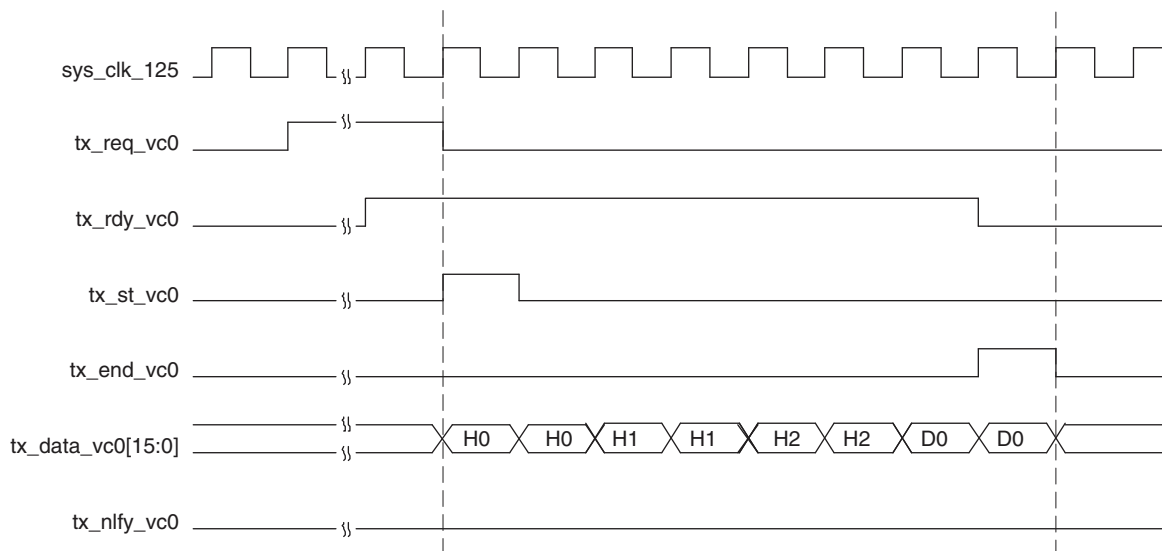 sys_clk_125
tx_req_vc0
tx_rdy_vc0
tx_st_vc0
tx_end_vc0
tx_data_vc0[15:0] H0 H0 H1 H1 H2 H2 D0 D0
tx_nlfy_vc0